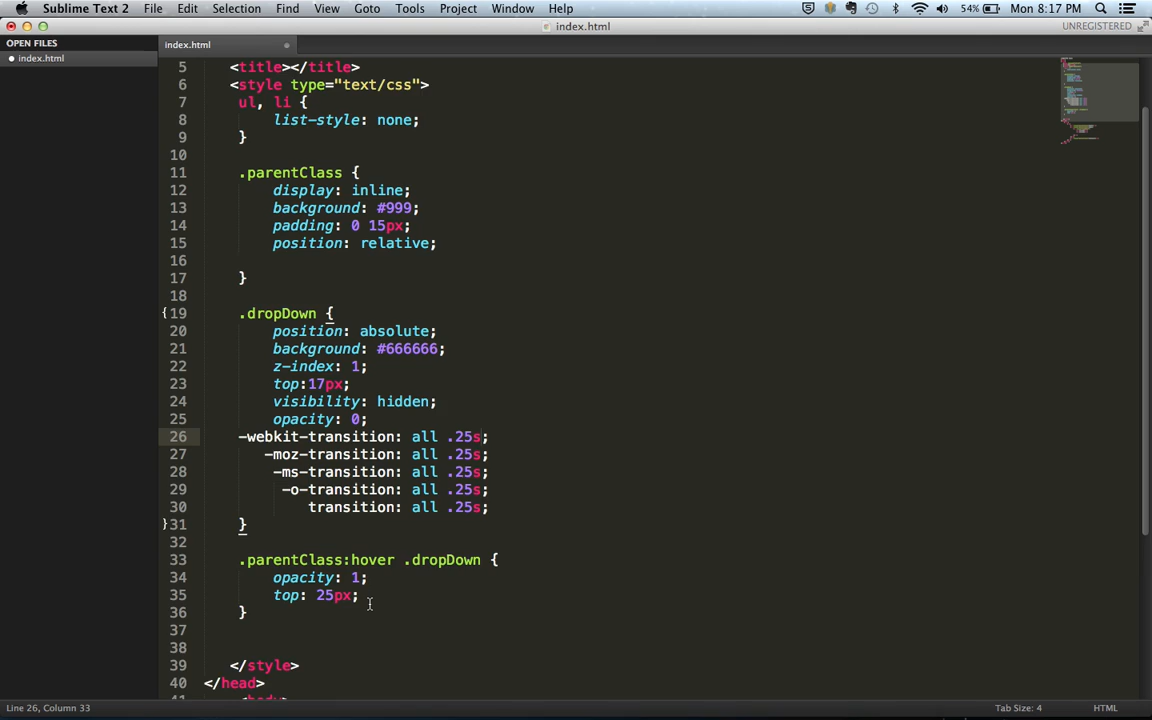 Sublime Text 2 File Edit Selection Find View Goto Tools Project Window Help 54% Mon 8:17 PM
index.html UNREGISTERED
OPEN FILES
index.html
index.html
5 <title></title>
6 <style type="text/css">
7 ul, li {
8 list-style: none;
9 }
10
11 .parentClass {
12 display: inline;
13 background: #999;
14 padding: 0 15px;
15 position: relative;
16
17 }
18
{19 .dropDown {
20 position: absolute;
21 background: #666666;
22 z-index: 1;
23 top:17px;
24 visibility: hidden;
25 opacity: 0;
26 -webkit-transition: all .25s;
27 -moz-transition: all .25s;
28 -ms-transition: all .25s;
29 -o-transition: all .25s;
30 transition: all .25s;
}31 }
32
33 .parentClass:hover .dropDown {
34 opacity: 1;
35 top: 25px;
36 }
37
38
39 </style>
40 </head>
41 <body>
Line 26, Column 33 Tab Size: 4 HTML